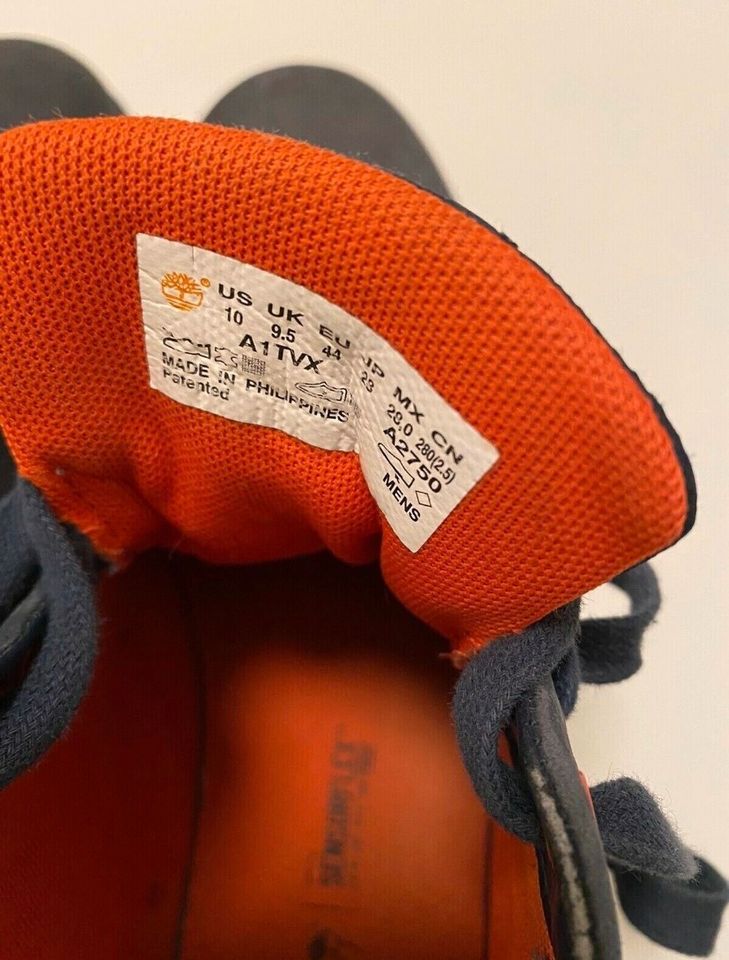 US UK EU JP MX CN
10 9.5 44 28 28.0 280(2.5)
A1TVX A2750
MADE IN PHILIPPINES
Patented MENS
SENSORFLEX